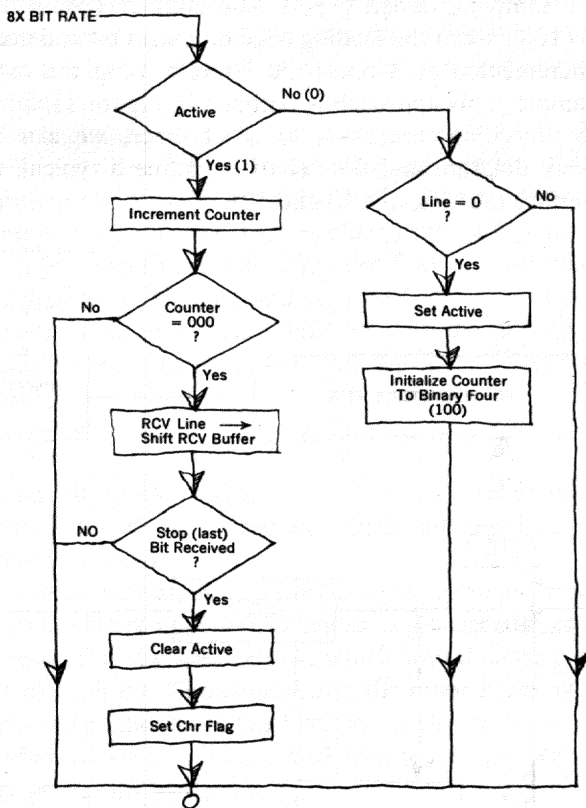 8X BIT RATE
Active
No (0)
Yes (1)
Increment Counter
Line = 0
?
No
Yes
Counter
= 000
?
No
Yes
Set Active
Initialize Counter
To Binary Four
(100)
RCV Line →
Shift RCV Buffer
Stop (last)
Bit Received
?
NO
Yes
Clear Active
Set Chr Flag